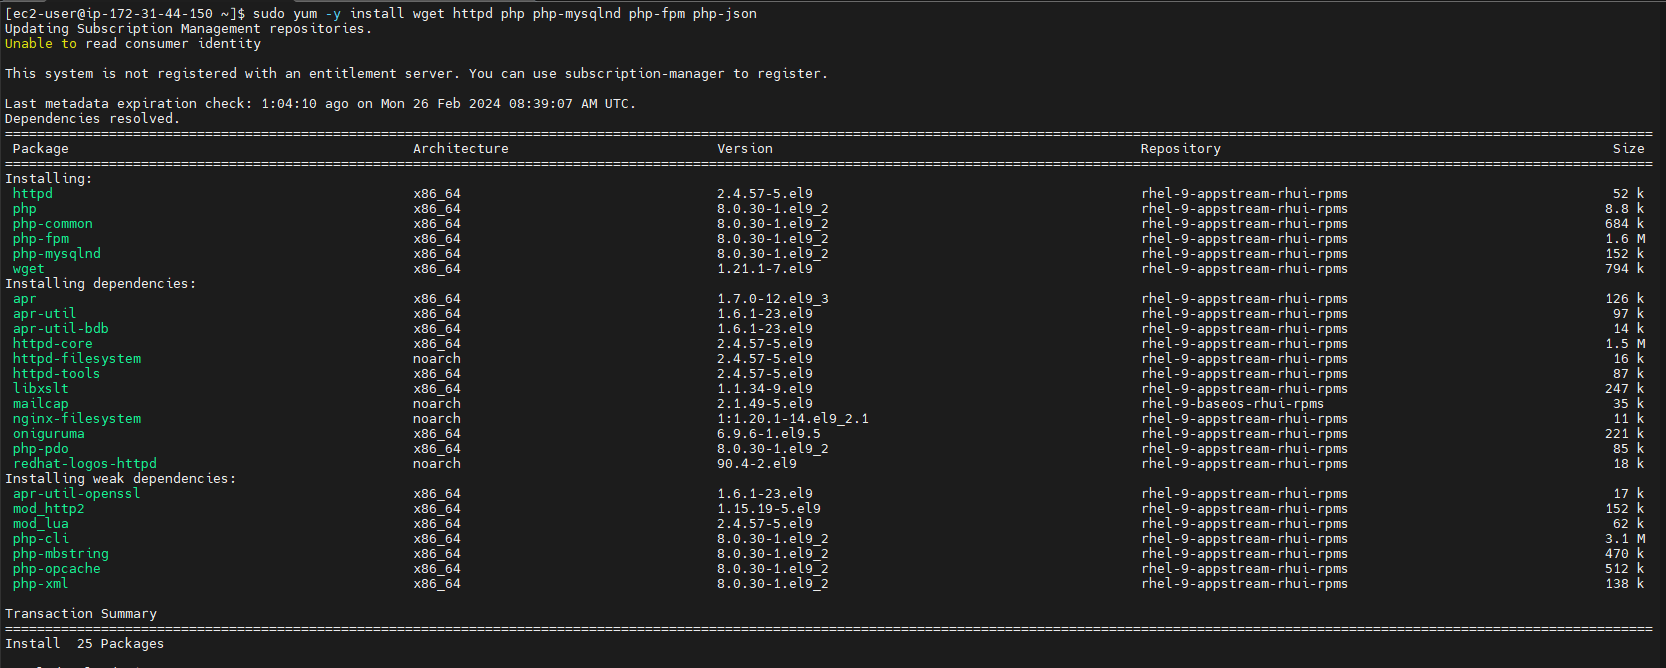 [ec2-user@ip-172-31-44-150 ~]$ sudo yum -y install wget httpd php php-mysqlnd php-fpm php-json
Updating Subscription Management repositories.
Unable to read consumer identity
This system is not registered with an entitlement server. You can use subscription-manager to register.
Last metadata expiration check: 1:04:10 ago on Mon 26 Feb 2024 08:39:07 AM UTC.
Dependencies resolved.
Package Architecture Version Repository Size
Installing:
httpd x86_64 2.4.57-5.el9 rhel-9-appstream-rhui-rpms 52 k
php x86_64 8.0.30-1.el9_2 rhel-9-appstream-rhui-rpms 8.8 k
php-common x86_64 8.0.30-1.el9_2 rhel-9-appstream-rhui-rpms 684 k
php-fpm x86_64 8.0.30-1.el9_2 rhel-9-appstream-rhui-rpms 1.6 M
php-mysqlnd x86_64 8.0.30-1.el9_2 rhel-9-appstream-rhui-rpms 152 k
wget x86_64 1.21.1-7.el9 rhel-9-appstream-rhui-rpms 794 k
Installing dependencies:
apr x86_64 1.7.0-12.el9_3 rhel-9-appstream-rhui-rpms 126 k
apr-util x86_64 1.6.1-23.el9 rhel-9-appstream-rhui-rpms 97 k
apr-util-bdb x86_64 1.6.1-23.el9 rhel-9-appstream-rhui-rpms 14 k
httpd-core x86_64 2.4.57-5.el9 rhel-9-appstream-rhui-rpms 1.5 M
httpd-filesystem noarch 2.4.57-5.el9 rhel-9-appstream-rhui-rpms 16 k
httpd-tools x86_64 2.4.57-5.el9 rhel-9-appstream-rhui-rpms 87 k
libxslt x86_64 1.1.34-9.el9 rhel-9-appstream-rhui-rpms 247 k
mailcap noarch 2.1.49-5.el9 rhel-9-baseos-rhui-rpms 35 k
nginx-filesystem noarch 1:1.20.1-14.el9_2.1 rhel-9-appstream-rhui-rpms 11 k
oniguruma x86_64 6.9.6-1.el9.5 rhel-9-appstream-rhui-rpms 221 k
php-pdo x86_64 8.0.30-1.el9_2 rhel-9-appstream-rhui-rpms 85 k
redhat-logos-httpd noarch 90.4-2.el9 rhel-9-appstream-rhui-rpms 18 k
Installing weak dependencies:
apr-util-openssl x86_64 1.6.1-23.el9 rhel-9-appstream-rhui-rpms 17 k
mod_http2 x86_64 1.15.19-5.el9 rhel-9-appstream-rhui-rpms 152 k
mod_lua x86_64 2.4.57-5.el9 rhel-9-appstream-rhui-rpms 62 k
php-cli x86_64 8.0.30-1.el9_2 rhel-9-appstream-rhui-rpms 3.1 M
php-mbstring x86_64 8.0.30-1.el9_2 rhel-9-appstream-rhui-rpms 470 k
php-opcache x86_64 8.0.30-1.el9_2 rhel-9-appstream-rhui-rpms 512 k
php-xml x86_64 8.0.30-1.el9_2 rhel-9-appstream-rhui-rpms 138 k
Transaction Summary
Install 25 Packages